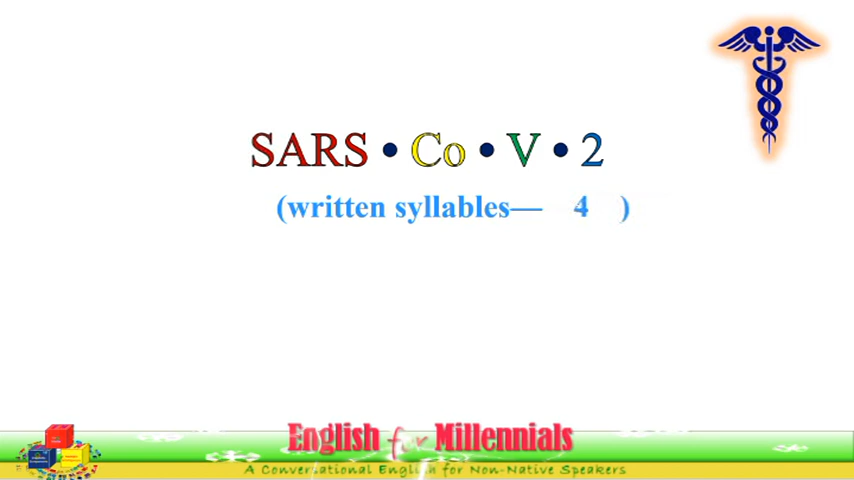 SARS • Co • V • 2
(written syllables— 4 )
English for Millennials
A Conversational English for Non-Native Speakers